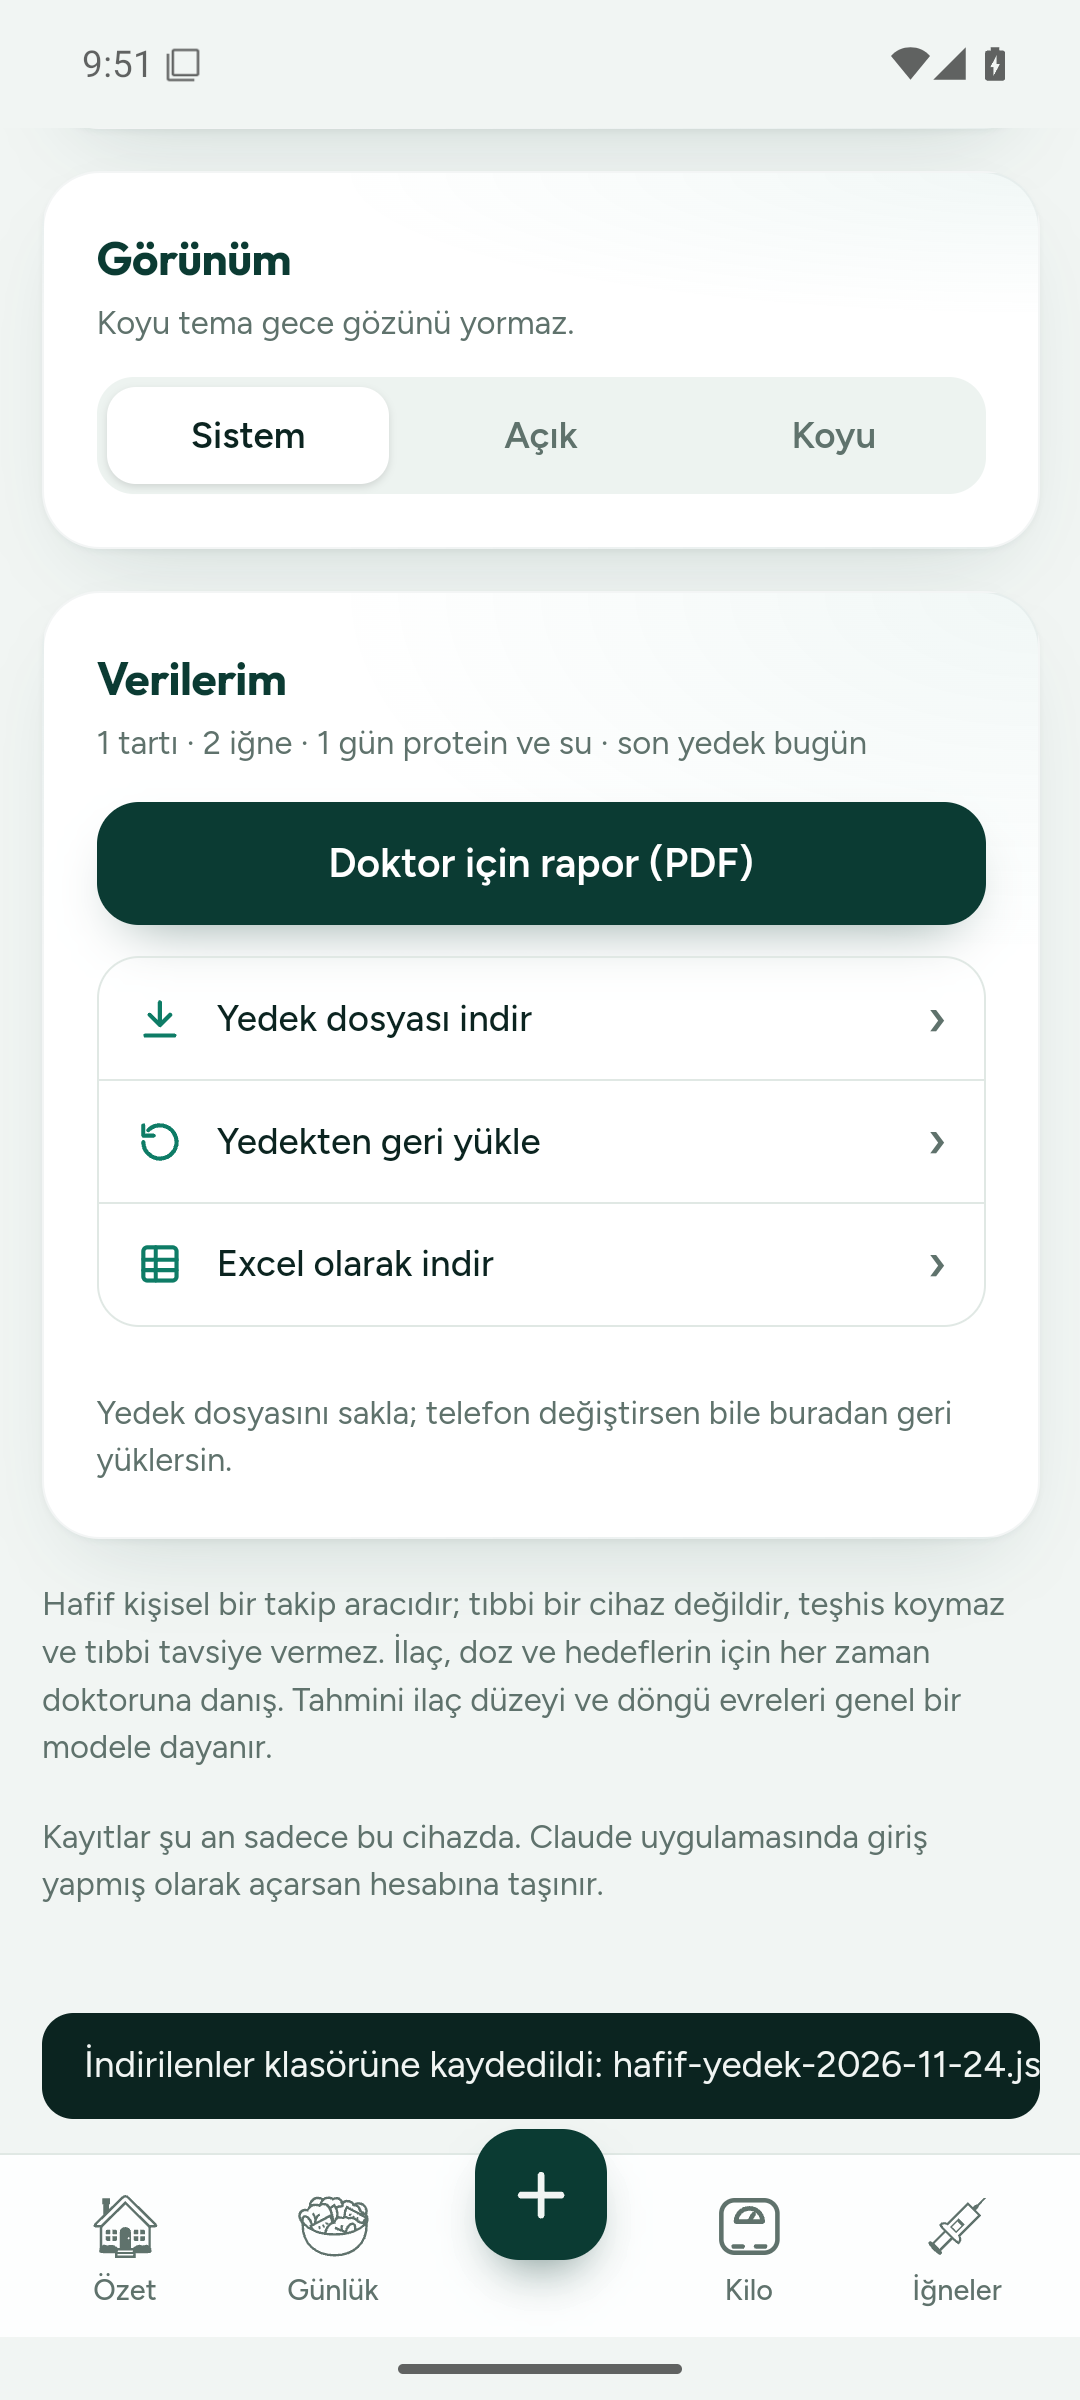 9:51
Görünüm
Koyu tema gece gözünü yormaz.
Sistem
Açık
Koyu
Verilerim
1 tartı · 2 iğne · 1 gün protein ve su · son yedek bugün
Doktor için rapor (PDF)
Yedek dosyası indir
Yedekten geri yükle
Excel olarak indir
Yedek dosyasını sakla; telefon değiştirsen bile buradan geri
yüklersin.
Hafif kişisel bir takip aracıdır; tıbbi bir cihaz değildir, teşhis koymaz
ve tıbbi tavsiye vermez. İlaç, doz ve hedeflerin için her zaman
doktoruna danış. Tahmini ilaç düzeyi ve döngü evreleri genel bir
modele dayanır.
Kayıtlar şu an sadece bu cihazda. Claude uygulamasında giriş
yapmış olarak açarsan hesabına taşınır.
İndirilenler klasörüne kaydedildi: hafif-yedek-2026-11-24.js
Özet
Günlük
Kilo
İğneler